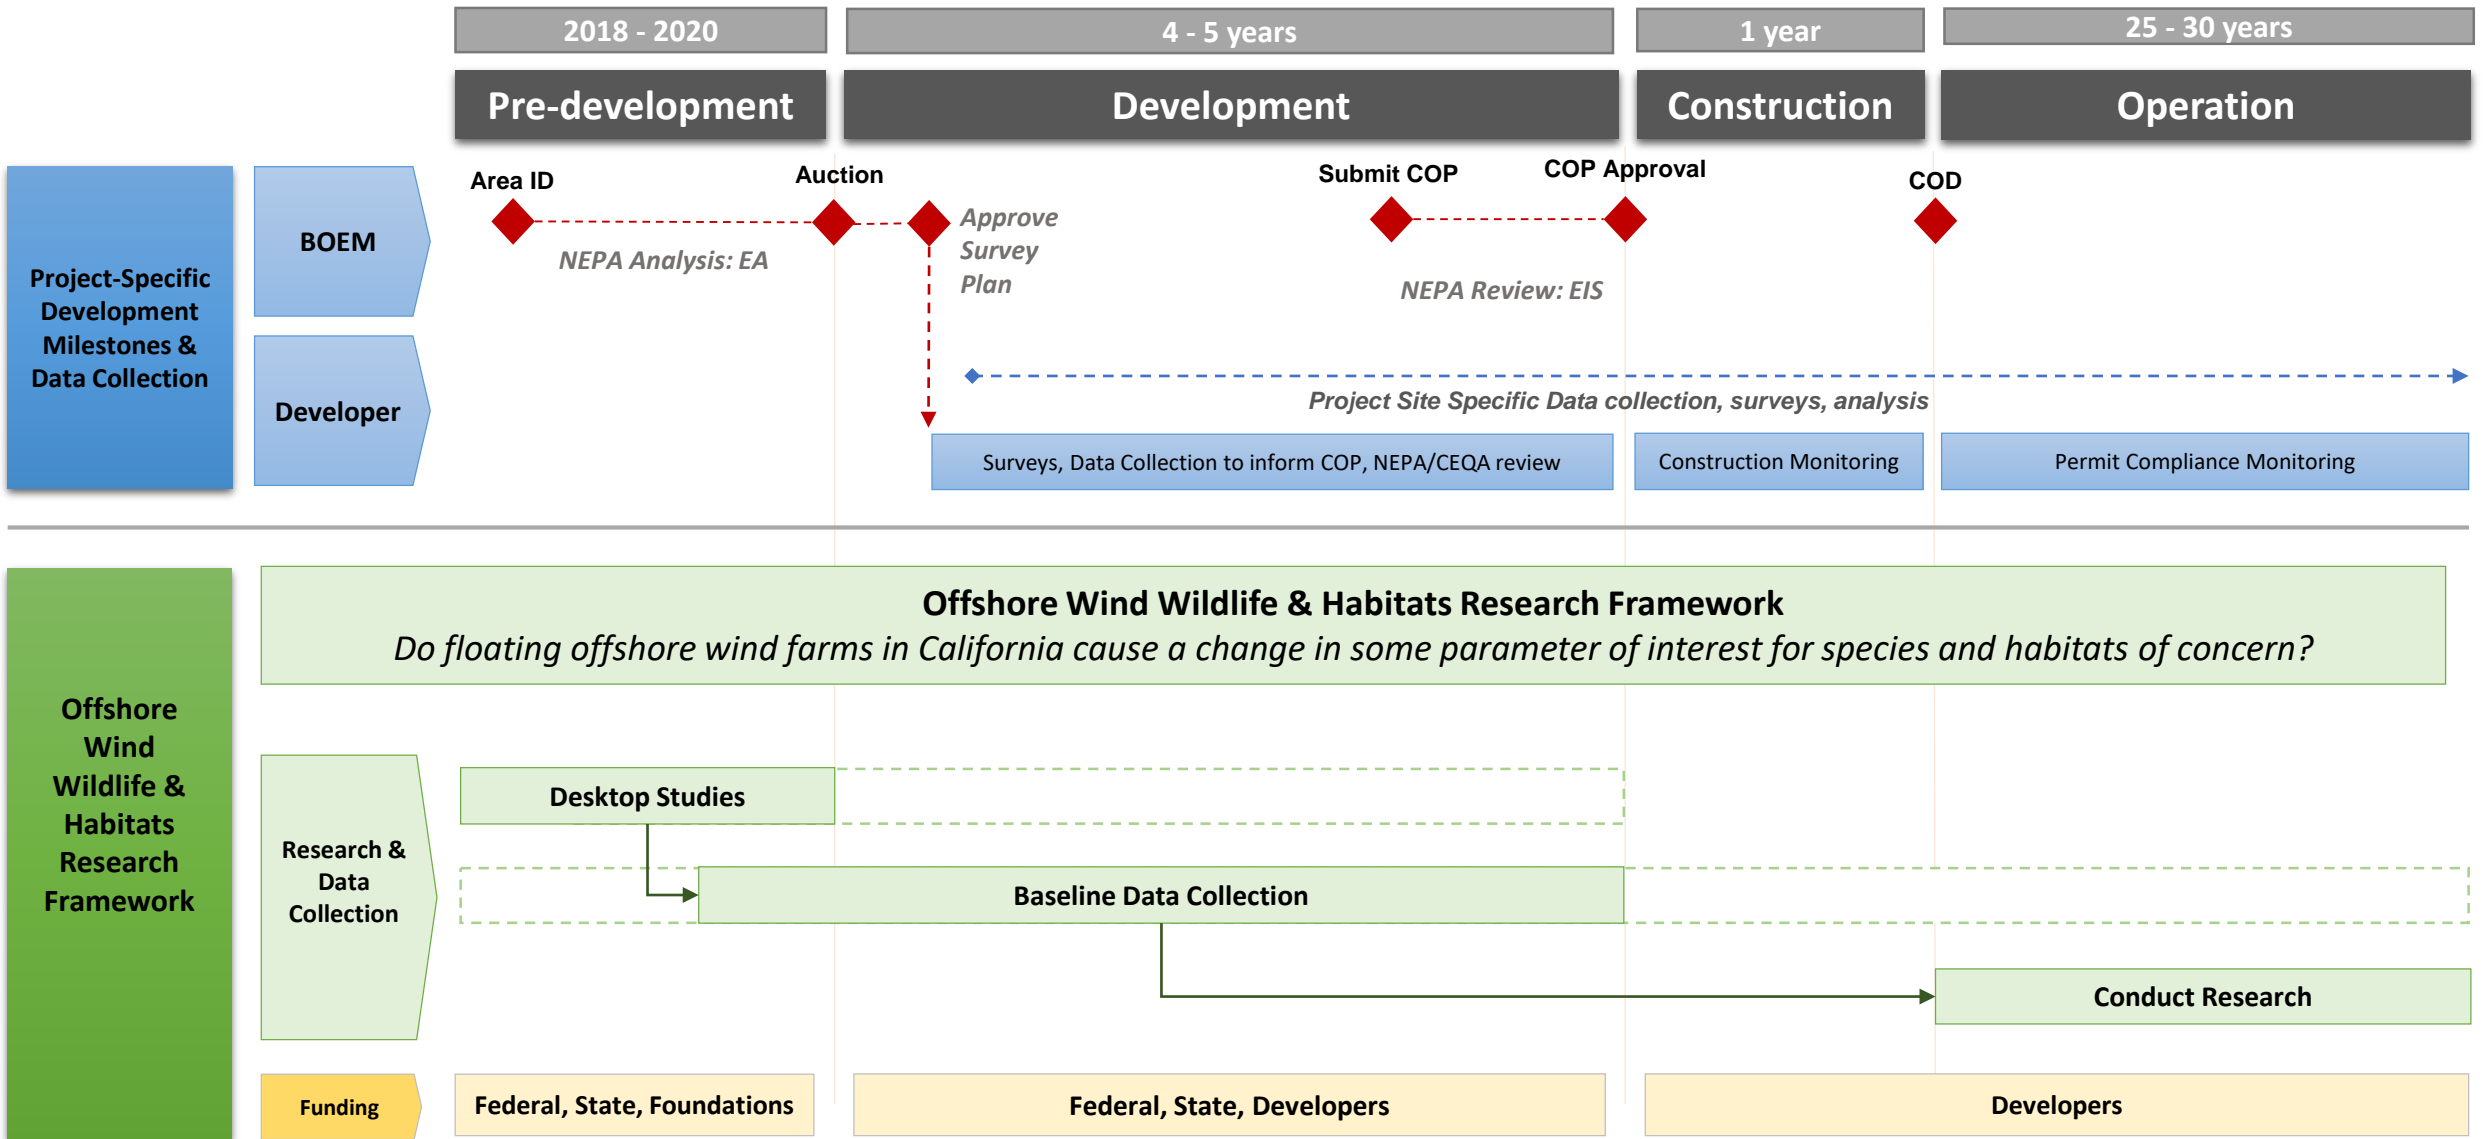 2018 - 2020
4 - 5 years
1 year
25 - 30 years
Pre-development
Development
Construction
Operation
Project-Specific
Development
Milestones &
Data Collection
BOEM
Area ID
Auction
Submit COP
COP Approval
COD
NEPA Analysis: EA
Approve
Survey
Plan
NEPA Review: EIS
Developer
Project Site Specific Data collection, surveys, analysis
Surveys, Data Collection to inform COP, NEPA/CEQA review
Construction Monitoring
Permit Compliance Monitoring
Offshore
Wind
Wildlife &
Habitats
Research
Framework
Offshore Wind Wildlife & Habitats Research Framework
Do floating offshore wind farms in California cause a change in some parameter of interest for species and habitats of concern?
Research &
Data
Collection
Desktop Studies
Baseline Data Collection
Conduct Research
Funding
Federal, State, Foundations
Federal, State, Developers
Developers